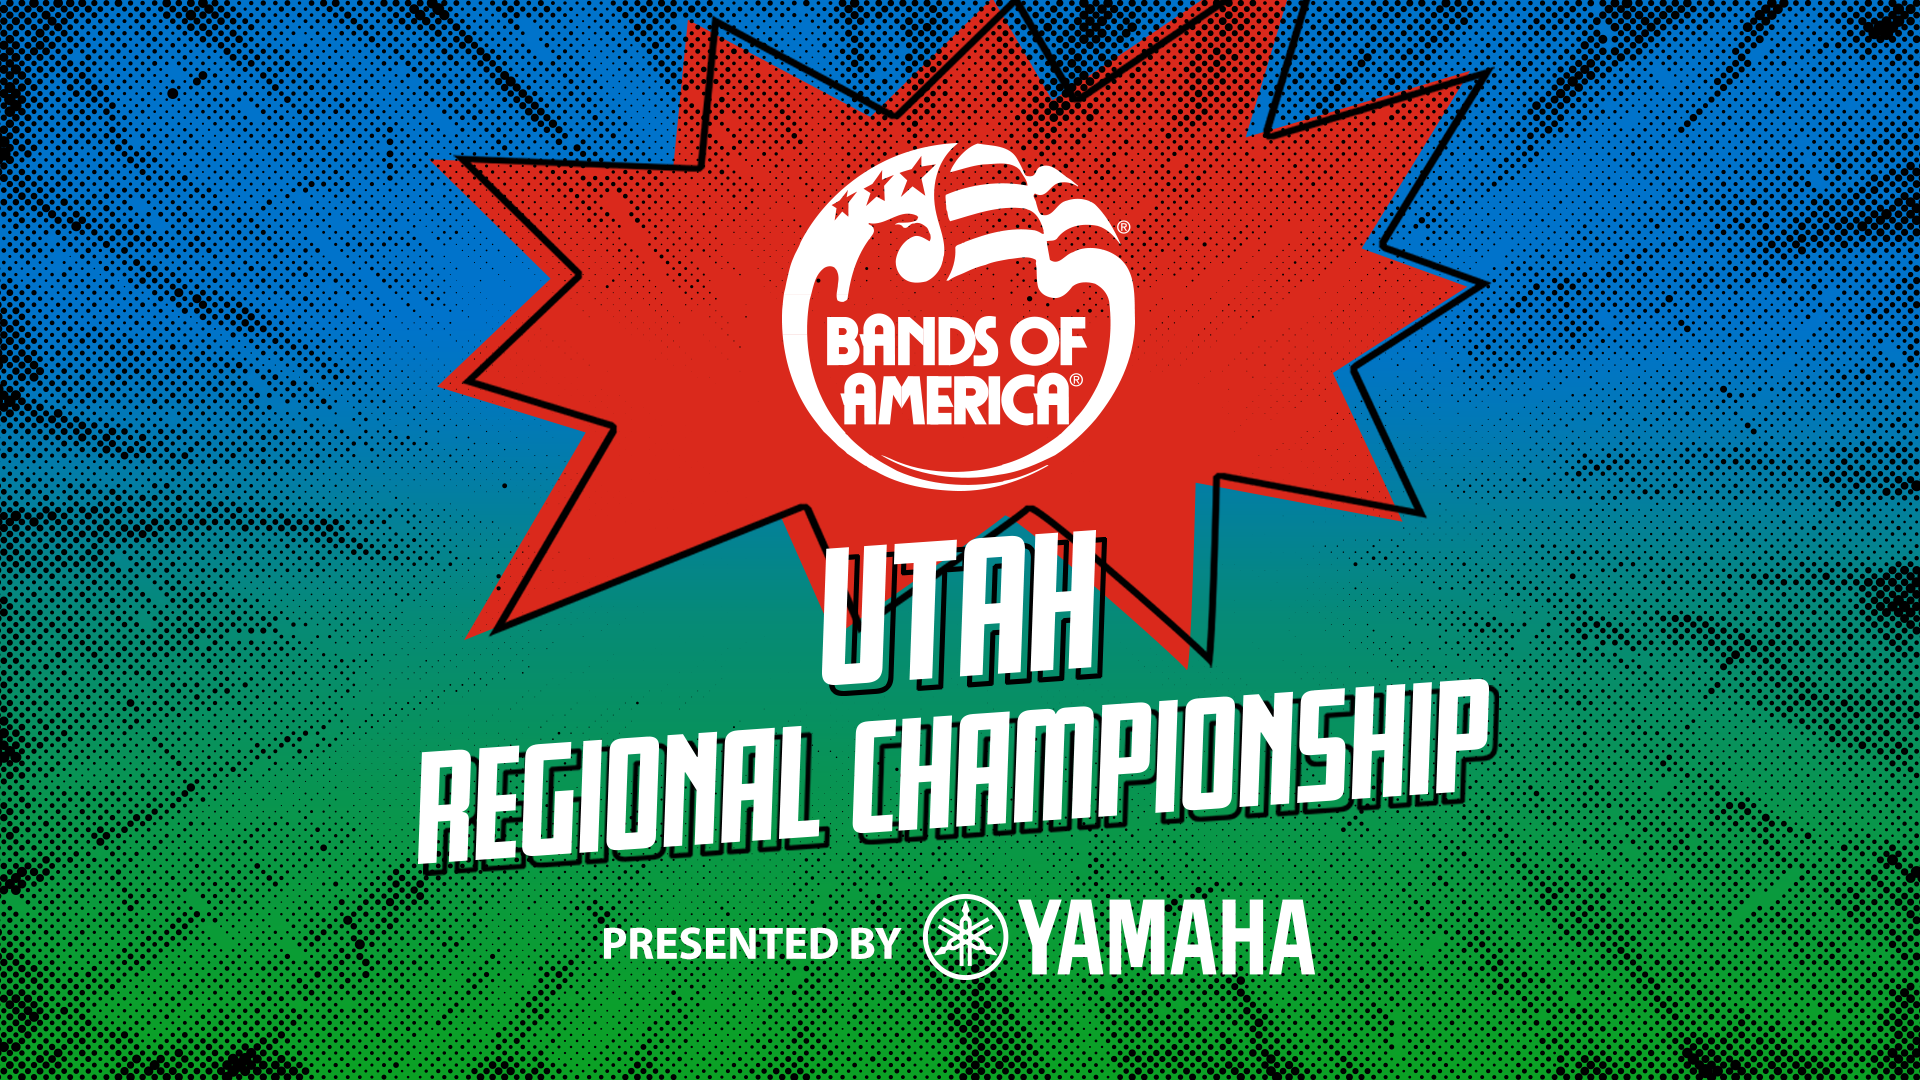 BANDS OF
AMERICA®
®
UTAH
REGIONAL CHAMPIONSHIP
PRESENTED BY YAMAHA